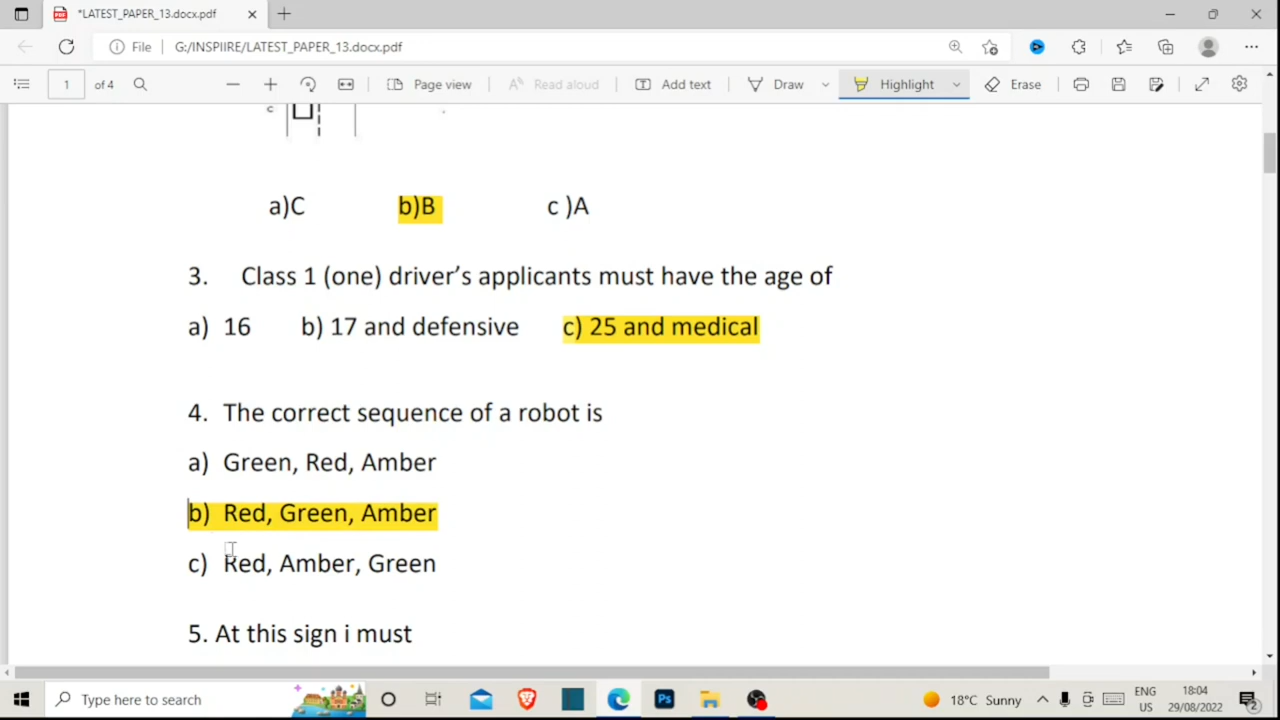 *LATEST_PAPER_13.docx.pdf
File G:/INSPIIRE/LATEST_PAPER_13.docx.pdf
1 of 4 Page view Read aloud Add text Draw Highlight Erase
c
a)C b)B c )A
3. Class 1 (one) driver’s applicants must have the age of
a) 16 b) 17 and defensive c) 25 and medical
4. The correct sequence of a robot is
a) Green, Red, Amber
b) Red, Green, Amber
c) Red, Amber, Green
5. At this sign i must
Type here to search Ps 18°C Sunny ENG US 18:04 29/08/2022 2